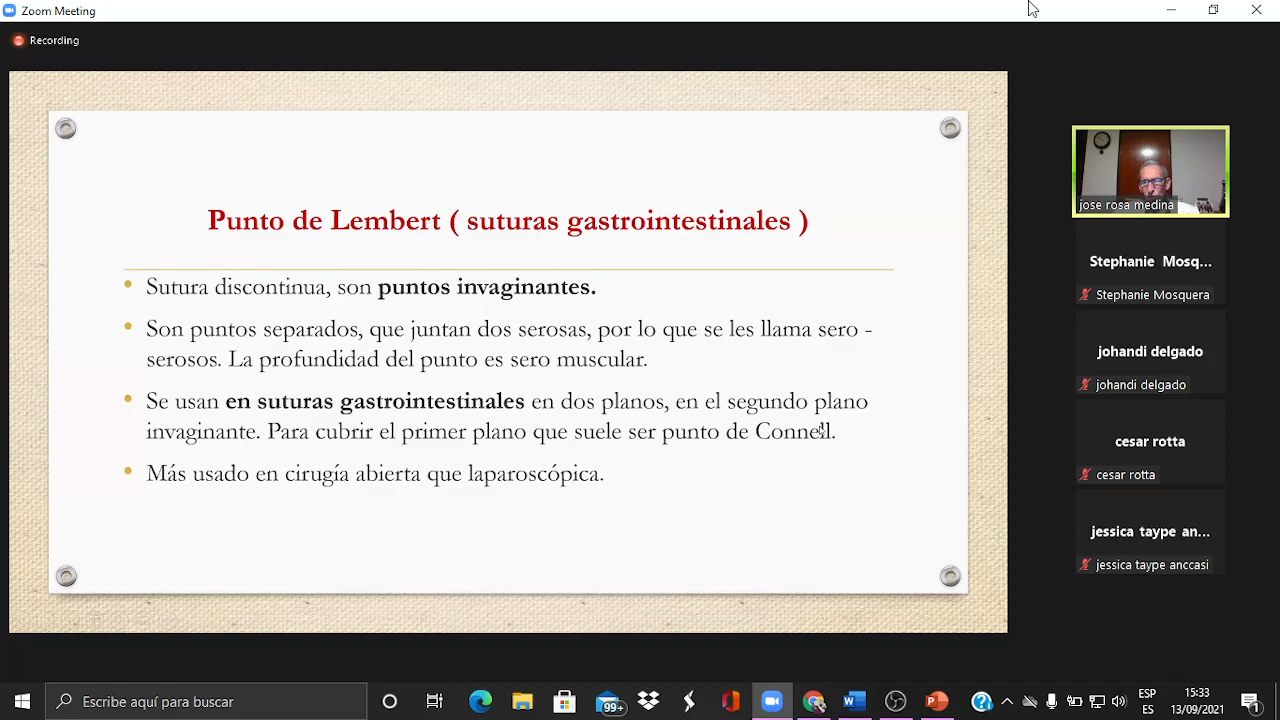 Zoom Meeting
Recording
Punto de Lembert ( suturas gastrointestinales )
• Sutura discontinua, son puntos invaginantes.
• Son puntos separados, que juntan dos serosas, por lo que se les llama sero -
serosos. La profundidad del punto es sero muscular.
• Se usan en suturas gastrointestinales en dos planos, en el segundo plano
invaginante. Para cubrir el primer plano que suele ser punto de Connell.
• Más usado en cirugía abierta que laparoscópica.
jose rosa medina
Stephanie Mosq...
Stephanie Mosquera
johandi delgado
johandi delgado
cesar rotta
cesar rotta
jessica taype an...
jessica taype anccasi
Escribe aquí para buscar
99+
ESP
ES
15:33
13/09/2021
1